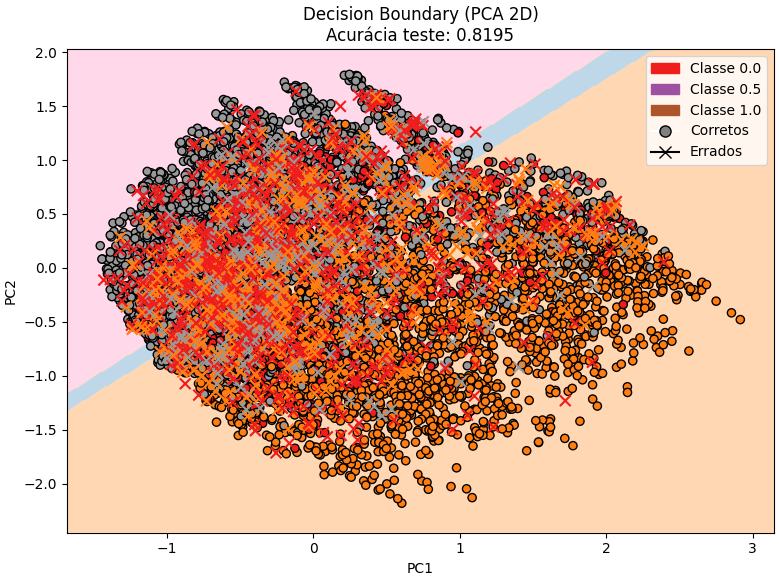 Decision Boundary (PCA 2D)
Acurácia teste: 0.8195
Classe 0.0
Classe 0.5
Classe 1.0
Corretos
Errados
2.0
1.5
1.0
0.5
0.0
−0.5
−1.0
−1.5
−2.0
PC2
−1
0
1
2
3
PC1